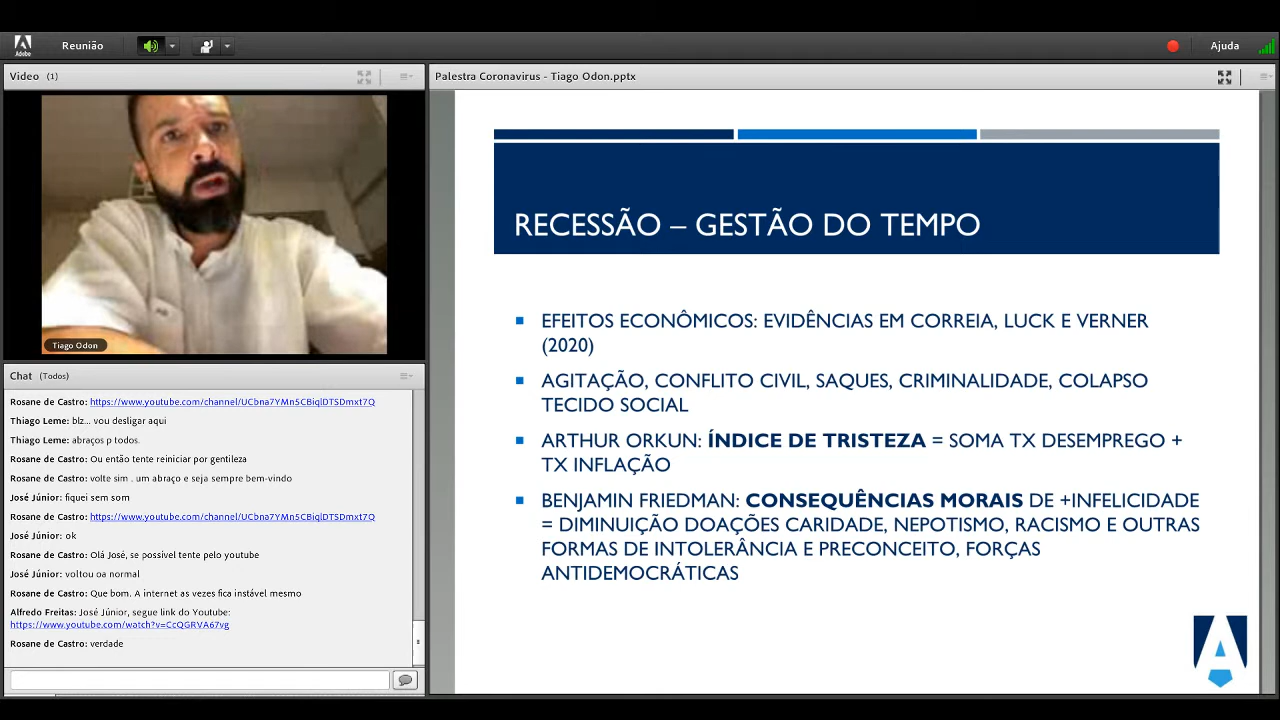 Adobe
Reunião
Ajuda
Video (1)
Tiago Odon
Chat (Todos)
Rosane de Castro: https://www.youtube.com/channel/UCbna7YMn5CBiqlDTSDmxt7Q
Thiago Leme: blz... vou desligar aqui
Thiago Leme: abraços p todos.
Rosane de Castro: Ou então tente reiniciar por gentileza
Rosane de Castro: volte sim . um abraço e seja sempre bem-vindo
José Júnior: fiquei sem som
Rosane de Castro: https://www.youtube.com/channel/UCbna7YMn5CBiqlDTSDmxt7Q
José Júnior: ok
Rosane de Castro: Olá José, se possível tente pelo youtube
José Júnior: voltou oa normal
Rosane de Castro: Que bom. A internet as vezes fica instável mesmo
Alfredo Freitas: José Júnior, segue link do Youtube:
https://www.youtube.com/watch?v=CcQGRVA67vg
Rosane de Castro: verdade
Palestra Coronavirus - Tiago Odon.pptx
RECESSÃO – GESTÃO DO TEMPO
EFEITOS ECONÔMICOS: EVIDÊNCIAS EM CORREIA, LUCK E VERNER
(2020)
AGITAÇÃO, CONFLITO CIVIL, SAQUES, CRIMINALIDADE, COLAPSO
TECIDO SOCIAL
ARTHUR ORKUN: ÍNDICE DE TRISTEZA = SOMA TX DESEMPREGO +
TX INFLAÇÃO
BENJAMIN FRIEDMAN: CONSEQUÊNCIAS MORAIS DE +INFELICIDADE
= DIMINUIÇÃO DOAÇÕES CARIDADE, NEPOTISMO, RACISMO E OUTRAS
FORMAS DE INTOLERÂNCIA E PRECONCEITO, FORÇAS
ANTIDEMOCRÁTICAS